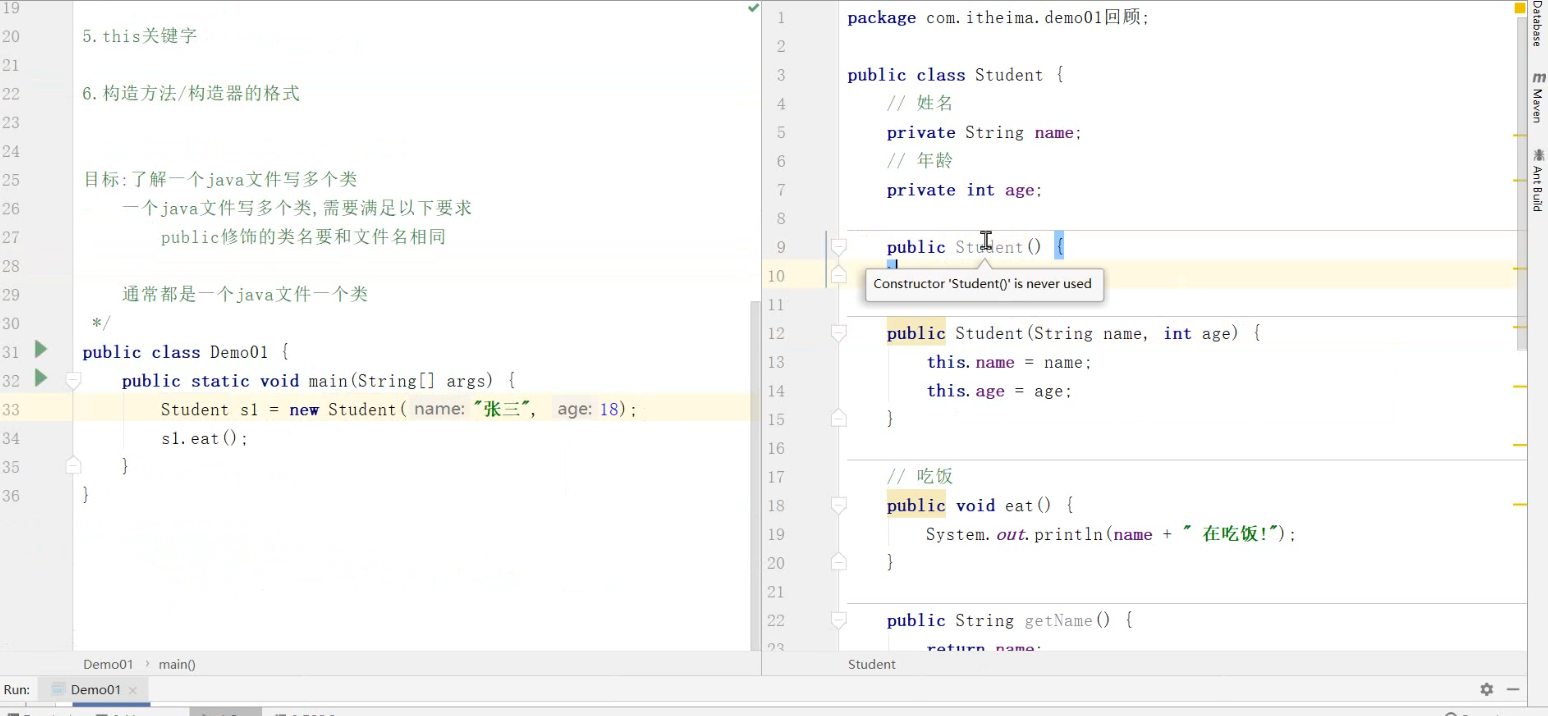 19
20 5.this关键字
21
22 6.构造方法/构造器的格式
23
24
25 目标:了解一个java文件写多个类
26 一个java文件写多个类,需要满足以下要求
27 public修饰的类名要和文件名相同
28
29 通常都是一个java文件一个类
30 */
31 public class Demo01 {
32 public static void main(String[] args) {
33 Student s1 = new Student( name: "张三", age: 18);
34 s1.eat();
35 }
36 }
Demo01 › main()
1 package com.itheima.demo01回顾;
2
3 public class Student {
4 // 姓名
5 private String name;
6 // 年龄
7 private int age;
8
9 public Student() {
10
Constructor 'Student()' is never used
11
12 public Student(String name, int age) {
13 this.name = name;
14 this.age = age;
15 }
16
17 // 吃饭
18 public void eat() {
19 System.out.println(name + " 在吃饭!");
20 }
21
22 public String getName() {
23 return name;
Student
Database
Maven
Ant Build
Run: Demo01